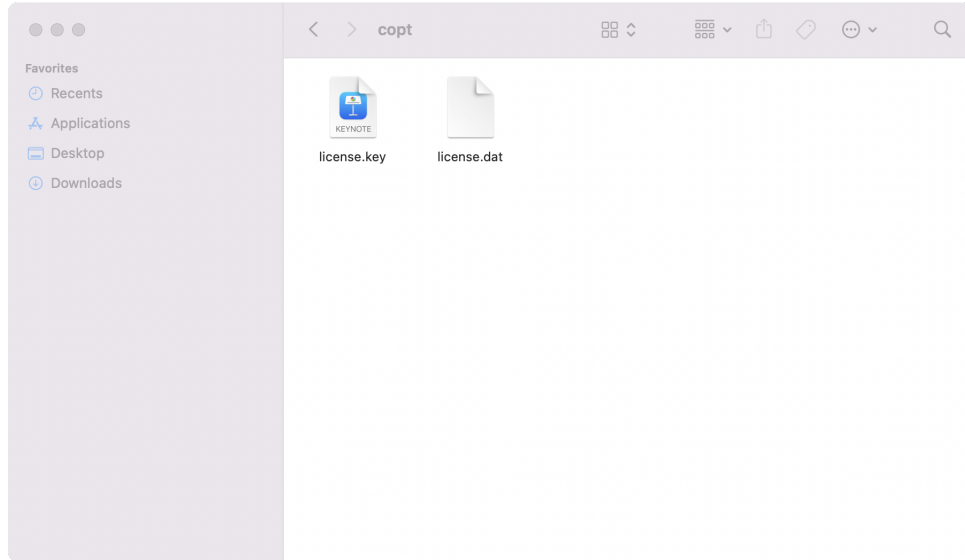 copt
Favorites
Recents
Applications
Desktop
Downloads
KEYNOTE
license.key
license.dat